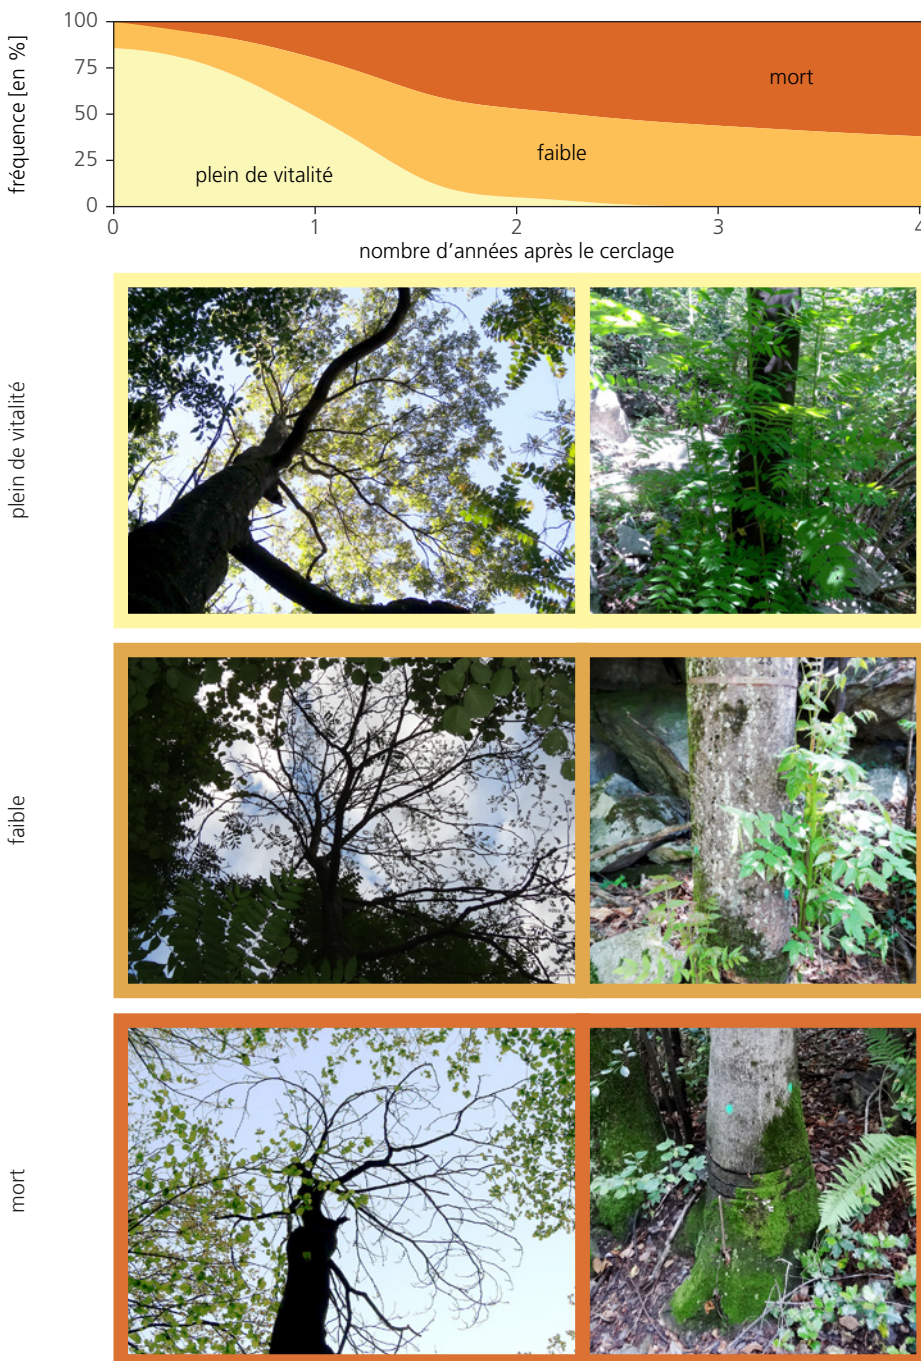 fréquence [en %]
100
75
50
25
0
mort
faible
plein de vitalité
0 1 2 3 4
nombre d'années après le cerclage
plein de vitalité
faible
mort